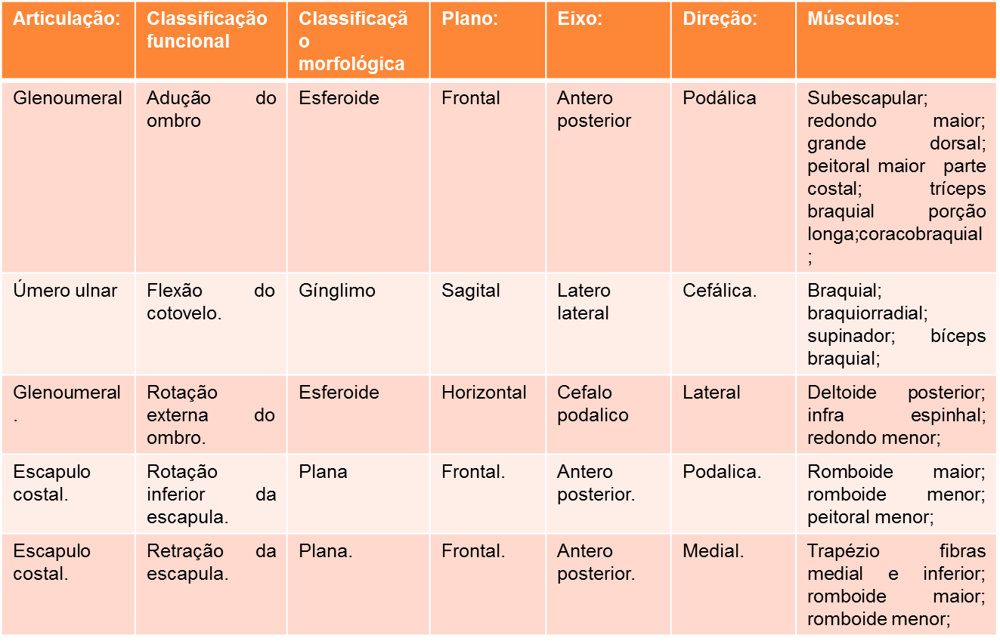 Articulação:
Classificação
funcional
Classificaçã
o
morfológica
Plano:
Eixo:
Direção:
Músculos:
Glenoumeral
Adução do
ombro
Esferoide
Frontal
Antero
posterior
Podálica
Subescapular;
redondo maior;
grande dorsal;
peitoral maior parte
costal; tríceps
braquial porção
longa;coracobraquial
;
Úmero ulnar
Flexão do
cotovelo.
Gínglimo
Sagital
Latero
lateral
Cefálica.
Braquial;
braquiorradial;
supinador; bíceps
braquial;
Glenoumeral
.
Rotação
externa do
ombro.
Esferoide
Horizontal
Cefalo
podalico
Lateral
Deltoide posterior;
infra espinhal;
redondo menor;
Escapulo
costal.
Rotação
inferior da
escapula.
Plana
Frontal.
Antero
posterior.
Podalica.
Romboide maior;
romboide menor;
peitoral menor;
Escapulo
costal.
Retração da
escapula.
Plana.
Frontal.
Antero
posterior.
Medial.
Trapézio fibras
medial e inferior;
romboide maior;
romboide menor;